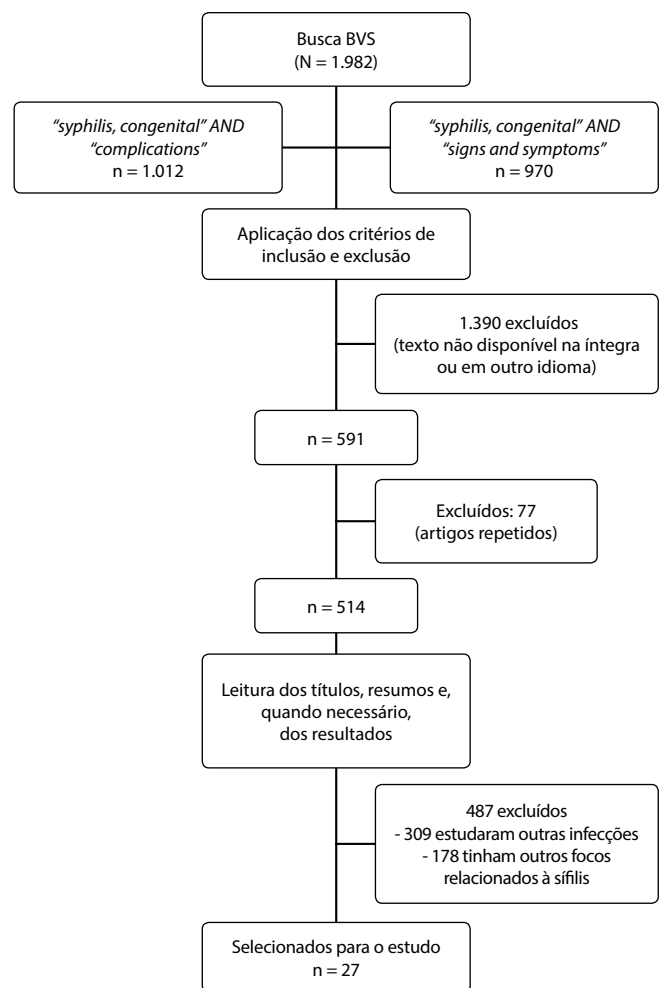 Busca BVS
(N = 1.982)
“syphilis, congenital” AND
“complications”
n = 1.012
“syphilis, congenital” AND
“signs and symptoms”
n = 970
Aplicação dos critérios de
inclusão e exclusão
1.390 excluídos
(texto não disponível na íntegra
ou em outro idioma)
n = 591
Excluídos: 77
(artigos repetidos)
n = 514
Leitura dos títulos, resumos e,
quando necessário,
dos resultados
487 excluídos
- 309 estudaram outras infecções
- 178 tinham outros focos
relacionados à sífilis
Selecionados para o estudo
n = 27